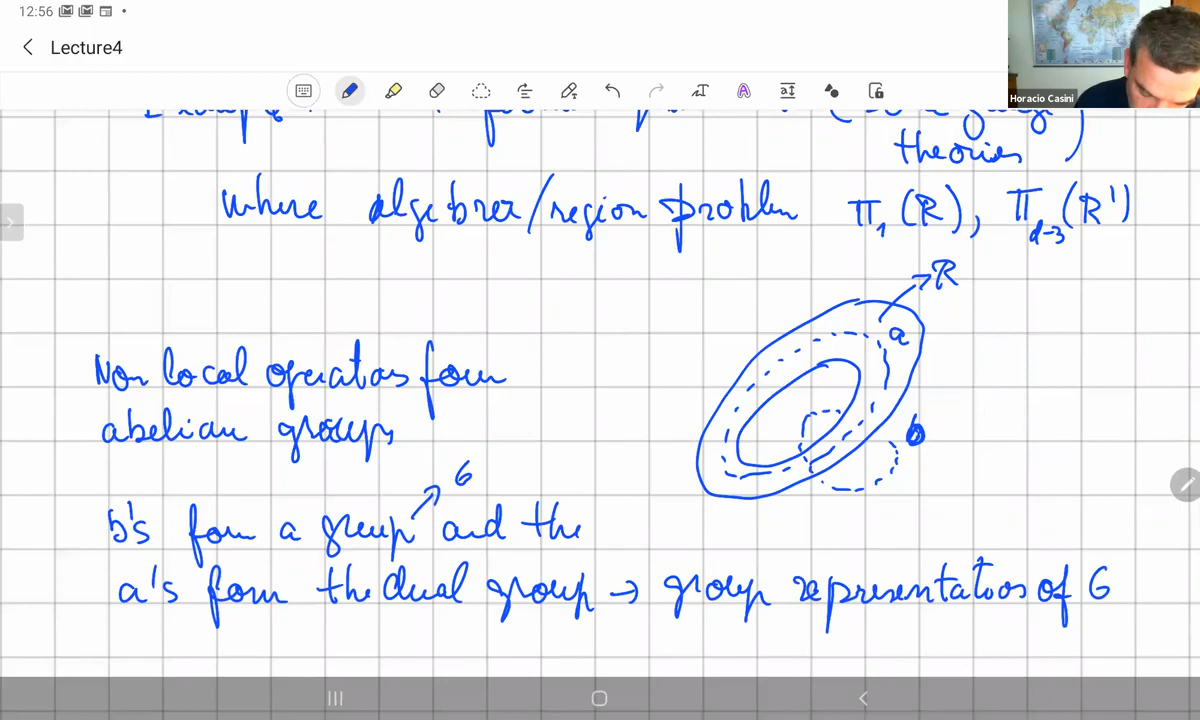 12:56
Lecture4
Horacio Casini
theories )
where algebra/region problem π₁(R), π_{d-3}(R')
R
a
Non local operators form
abelian groups
b
G
b's form a group and the
a's form the dual group → group representations of G